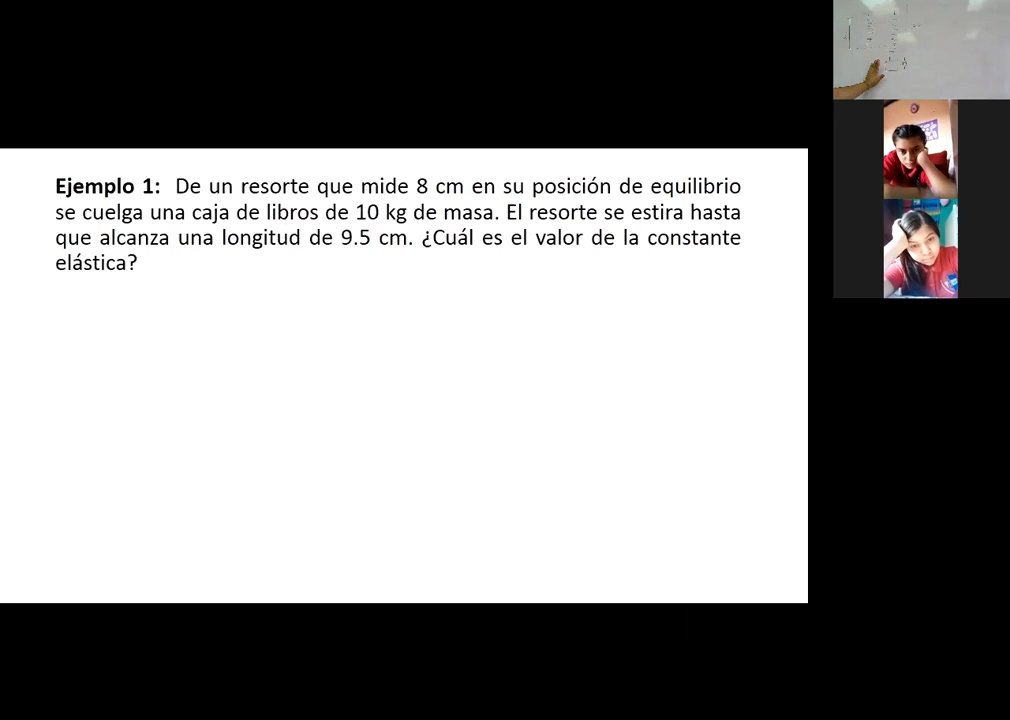 Ejemplo 1: De un resorte que mide 8 cm en su posición de equilibrio
se cuelga una caja de libros de 10 kg de masa. El resorte se estira hasta
que alcanza una longitud de 9.5 cm. ¿Cuál es el valor de la constante
elástica?